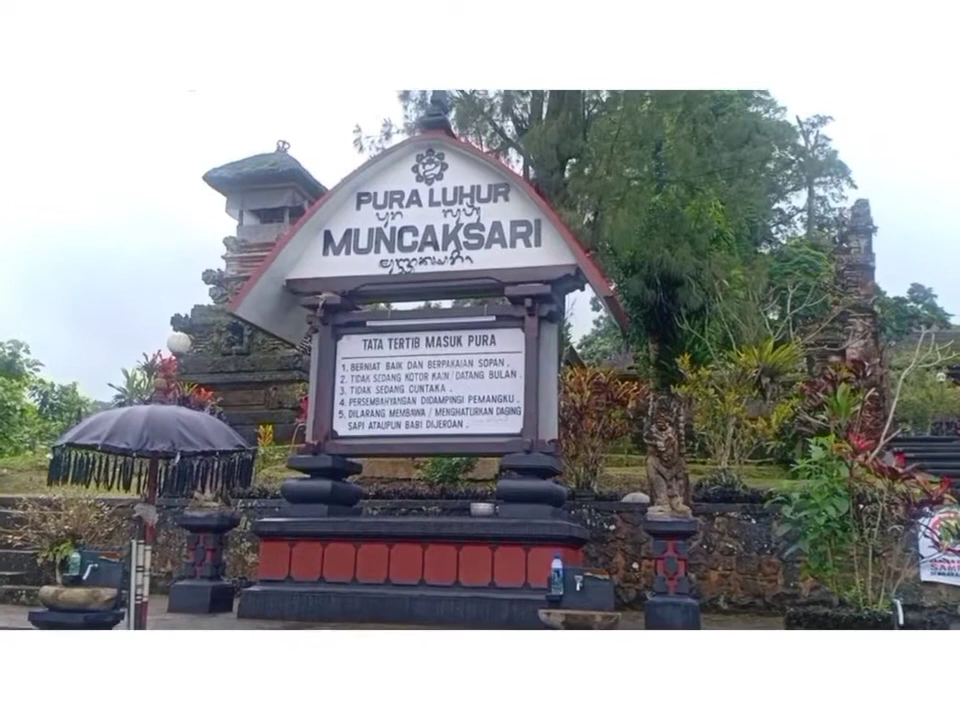 PURA LUHUR
MUNCAKSARI
TATA TERTIB MASUK PURA
1. BERNIAT BAIK DAN BERPAKAIAN SOPAN .
2. TIDAK SEDANG KOTOR KAIN / DATANG BULAN .
3. TIDAK SEDANG CUNTAKA .
4. PERSEMBAHYANGAN DIDAMPINGI PEMANGKU .
5. DILARANG MEMBAWA / MENGHATURKAN DAGING
SAPI ATAUPUN BABI DIJEROAN .